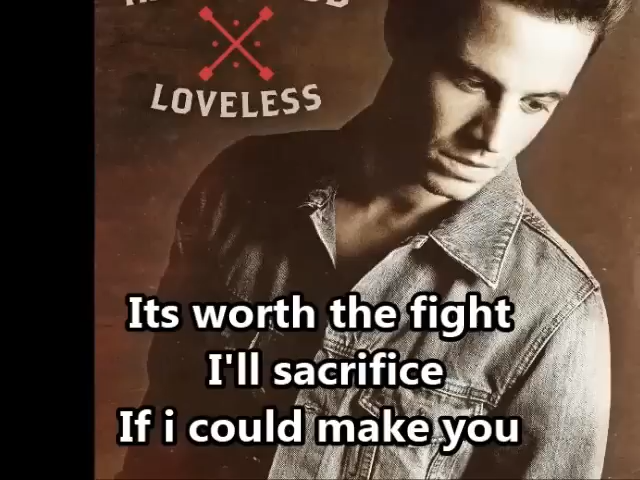 LOVELESS
Its worth the fight
I'll sacrifice
If i could make you